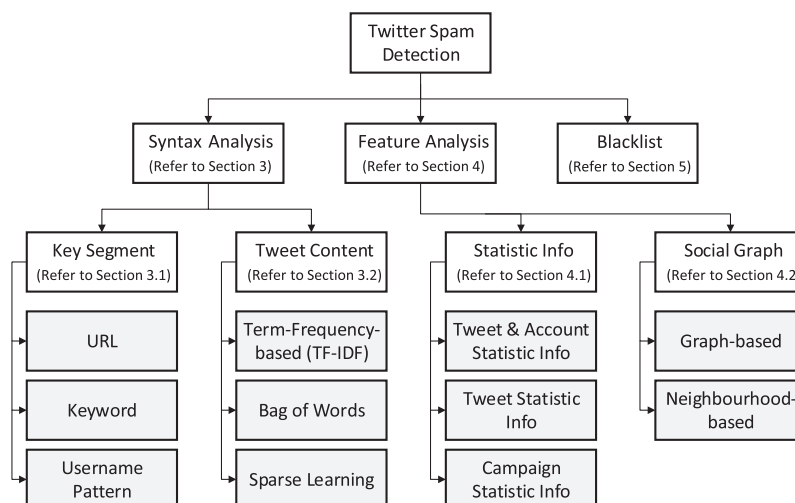 Twitter Spam
Detection
Syntax Analysis
(Refer to Section 3)
Feature Analysis
(Refer to Section 4)
Blacklist
(Refer to Section 5)
Key Segment
(Refer to Section 3.1)
Tweet Content
(Refer to Section 3.2)
Statistic Info
(Refer to Section 4.1)
Social Graph
(Refer to Section 4.2
URL
Keyword
Username
Pattern
Term-Frequency-
based (TF-IDF)
Bag of Words
Sparse Learning
Tweet & Account
Statistic Info
Tweet Statistic
Info
Campaign
Statistic Info
Graph-based
Neighbourhood-
based